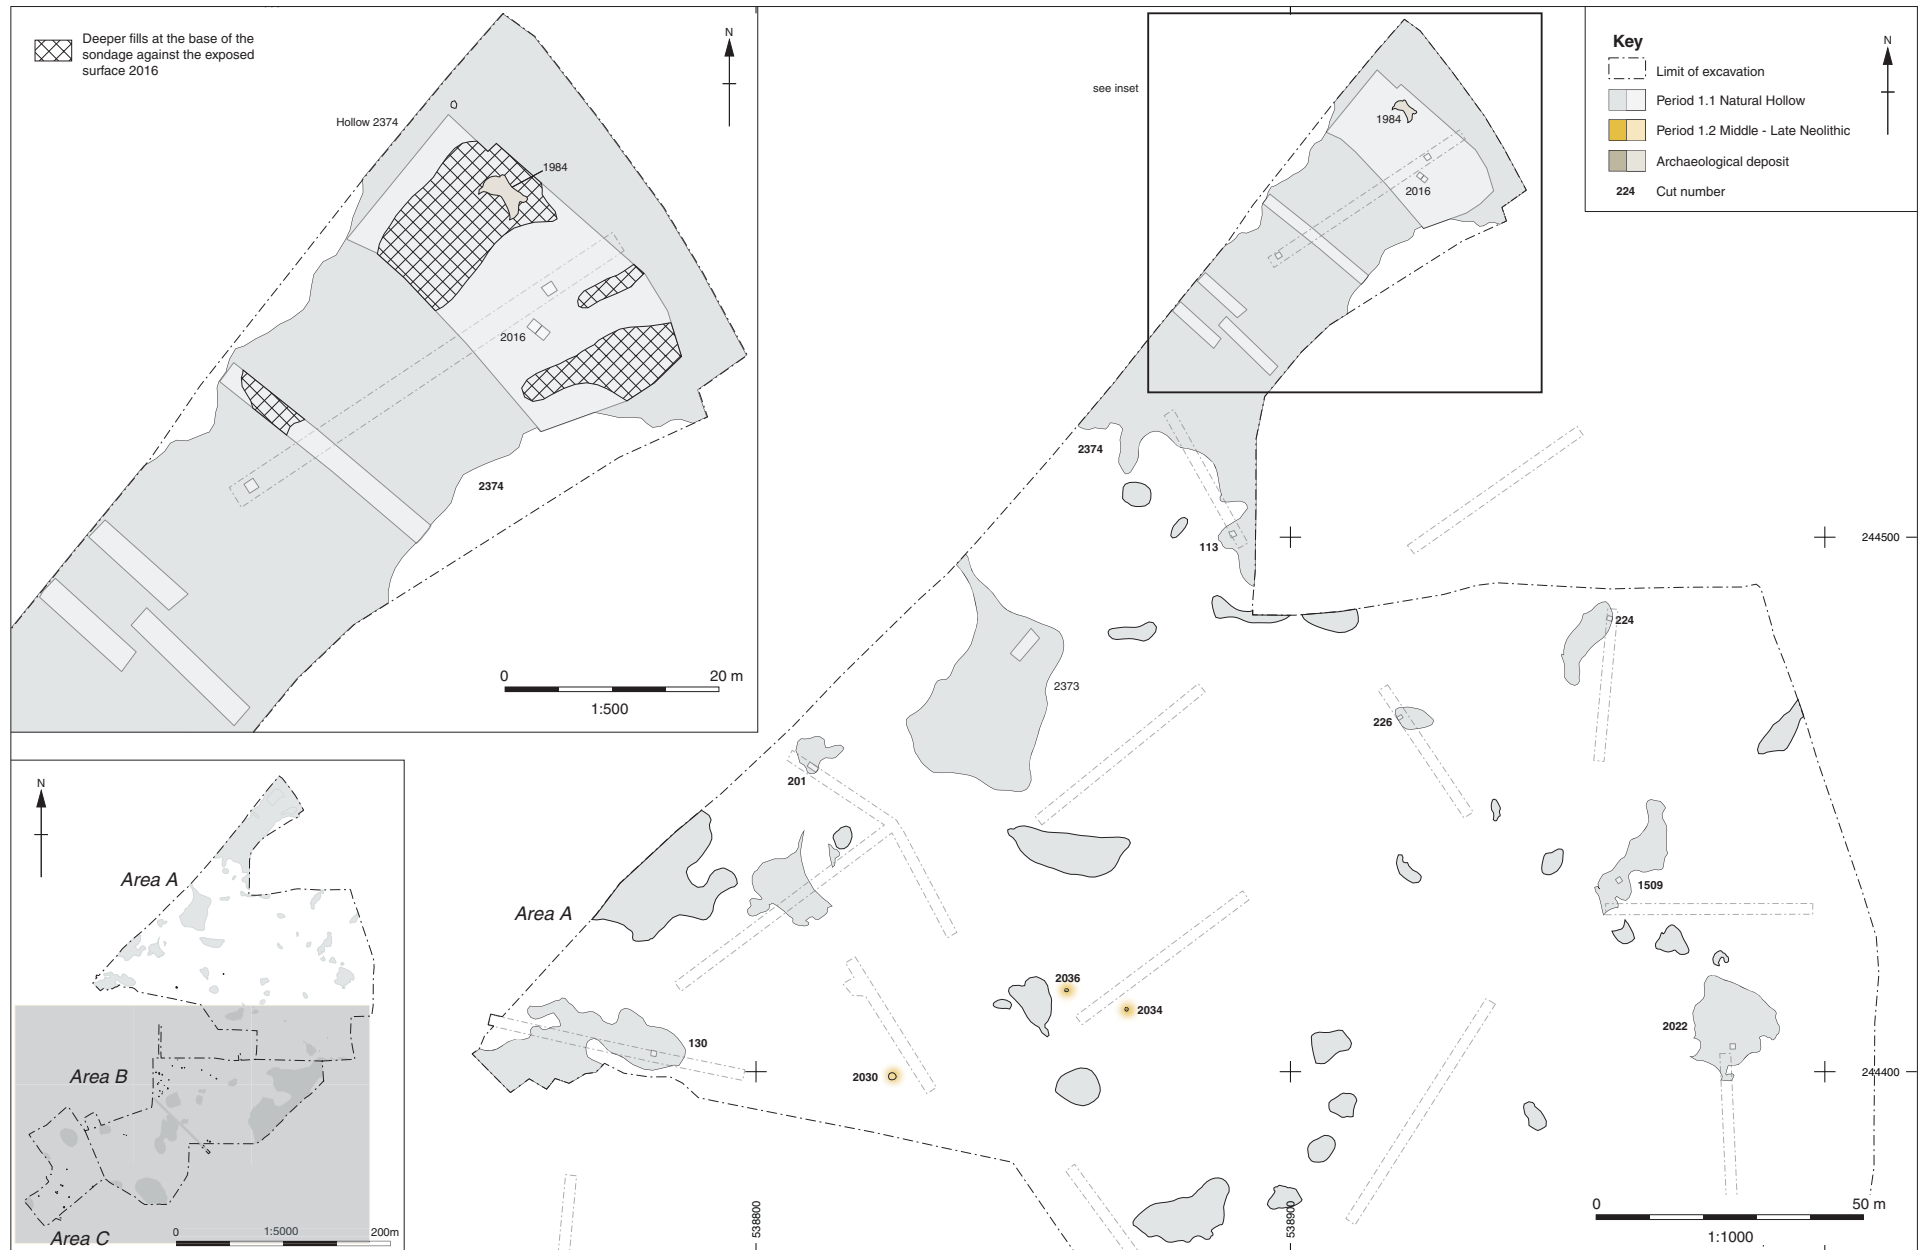 Deeper fills at the base of the
sondage against the exposed
surface 2016
N
Hollow 2374
1984
2016
2374
0 20 m
1:500
see inset
1984
2016
Key
N
Limit of excavation
Period 1.1 Natural Hollow
Period 1.2 Middle - Late Neolithic
Archaeological deposit
224 Cut number
2374
113
244500
224
2373
226
201
1509
Area A
2036
2034
2022
130
2030
244400
538800
538900
0 50 m
1:1000
N
Area A
Area B
Area C
0 1:5000 200m